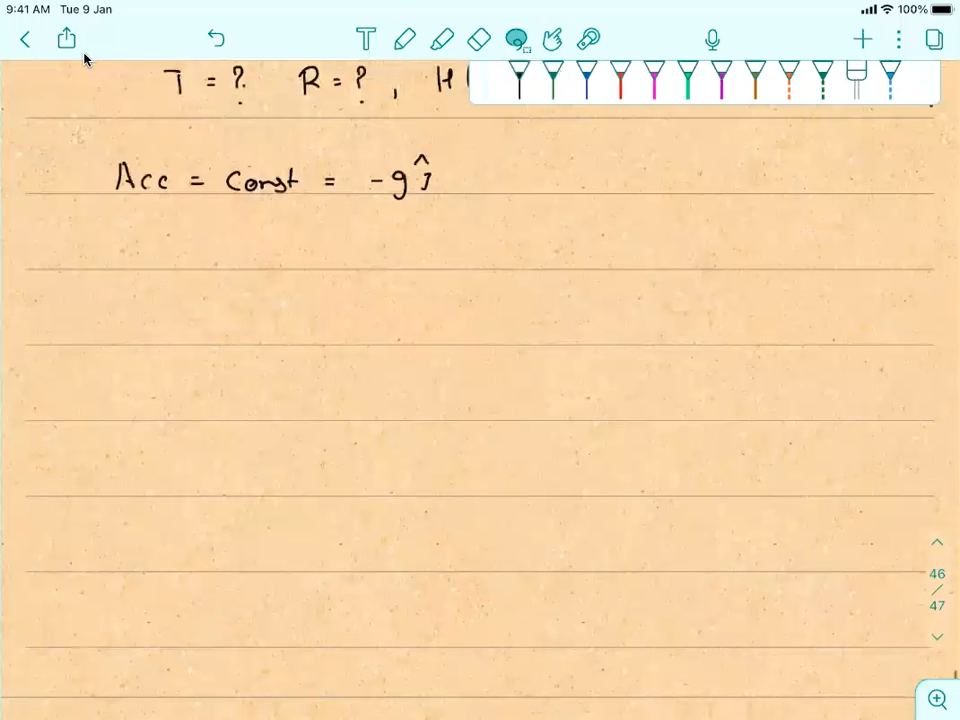 9:41 AM Tue 9 Jan 100%
T
T = ? R = ? , H
Acc = const = -g ĵ
46
/
47